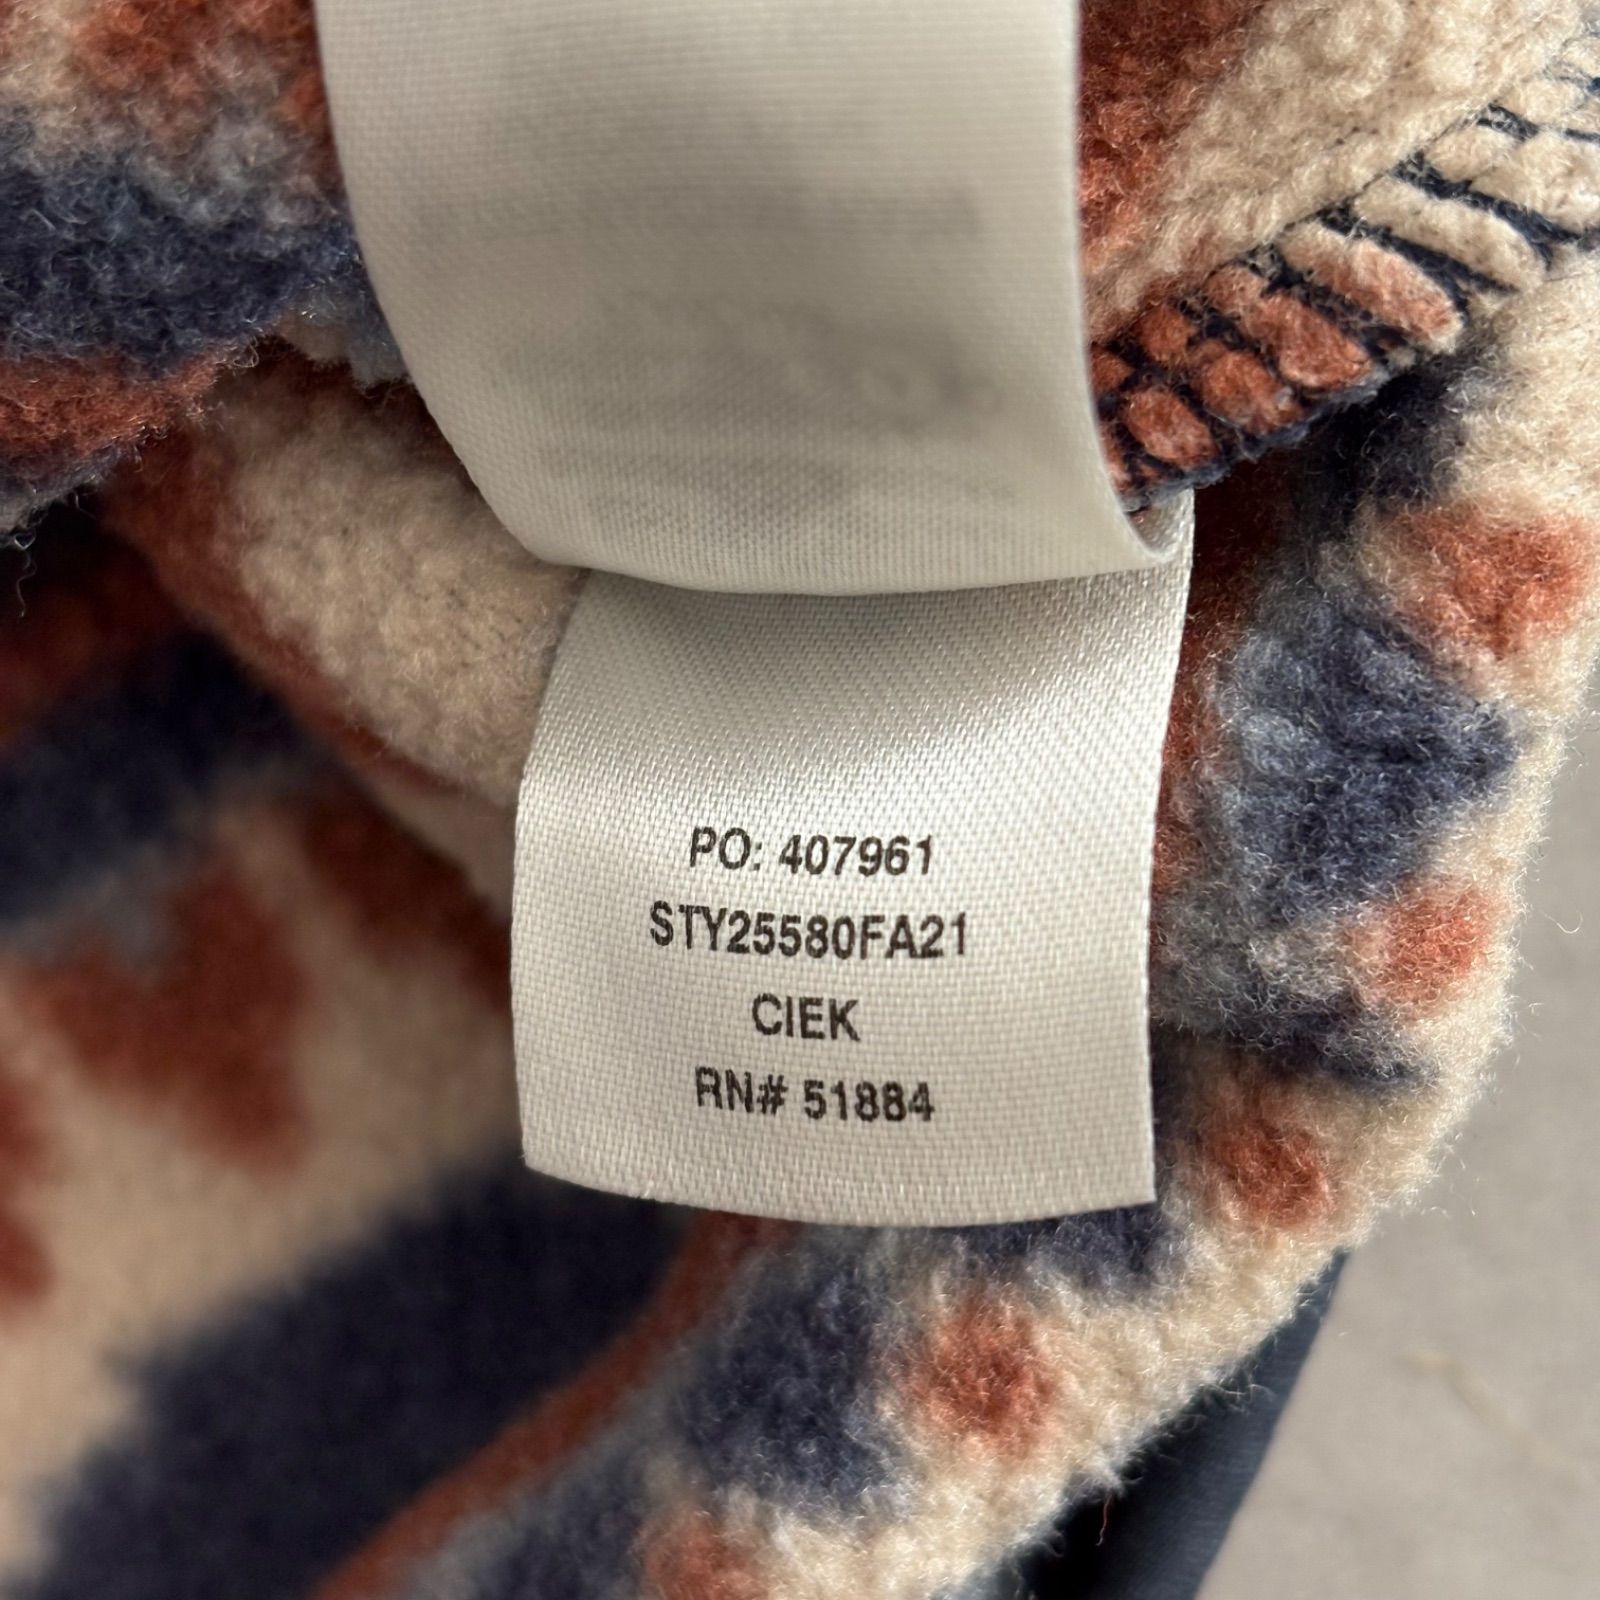 PO: 407961
STY25580FA21
CIEK
RN# 51884